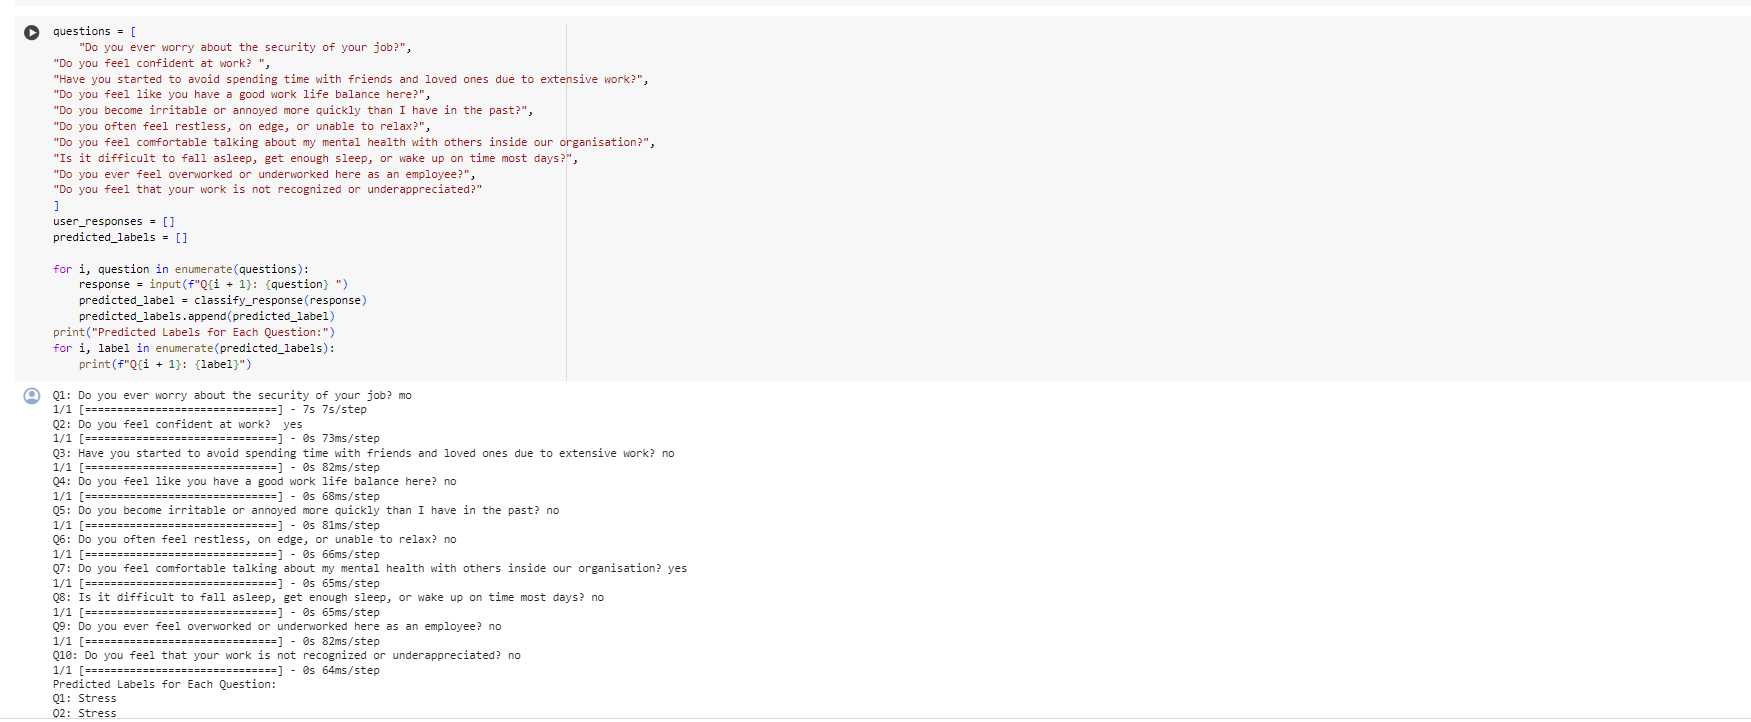 questions = [
    "Do you ever worry about the security of your job?",
"Do you feel confident at work? ",
"Have you started to avoid spending time with friends and loved ones due to extensive work?",
"Do you feel like you have a good work life balance here?",
"Do you become irritable or annoyed more quickly than I have in the past?",
"Do you often feel restless, on edge, or unable to relax?",
"Do you feel comfortable talking about my mental health with others inside our organisation?",
"Is it difficult to fall asleep, get enough sleep, or wake up on time most days?",
"Do you ever feel overworked or underworked here as an employee?",
"Do you feel that your work is not recognized or underappreciated?"
]
user_responses = []
predicted_labels = []

for i, question in enumerate(questions):
    response = input(f"Q{i + 1}: {question} ")
    predicted_label = classify_response(response)
    predicted_labels.append(predicted_label)
print("Predicted Labels for Each Question:")
for i, label in enumerate(predicted_labels):
    print(f"Q{i + 1}: {label}")
Q1: Do you ever worry about the security of your job? mo
1/1 [==============================] - 7s 7s/step
Q2: Do you feel confident at work?  yes
1/1 [==============================] - 0s 73ms/step
Q3: Have you started to avoid spending time with friends and loved ones due to extensive work? no
1/1 [==============================] - 0s 82ms/step
Q4: Do you feel like you have a good work life balance here? no
1/1 [==============================] - 0s 68ms/step
Q5: Do you become irritable or annoyed more quickly than I have in the past? no
1/1 [==============================] - 0s 81ms/step
Q6: Do you often feel restless, on edge, or unable to relax? no
1/1 [==============================] - 0s 66ms/step
Q7: Do you feel comfortable talking about my mental health with others inside our organisation? yes
1/1 [==============================] - 0s 65ms/step
Q8: Is it difficult to fall asleep, get enough sleep, or wake up on time most days? no
1/1 [==============================] - 0s 65ms/step
Q9: Do you ever feel overworked or underworked here as an employee? no
1/1 [==============================] - 0s 82ms/step
Q10: Do you feel that your work is not recognized or underappreciated? no
1/1 [==============================] - 0s 64ms/step
Predicted Labels for Each Question:
Q1: Stress
Q2: Stress